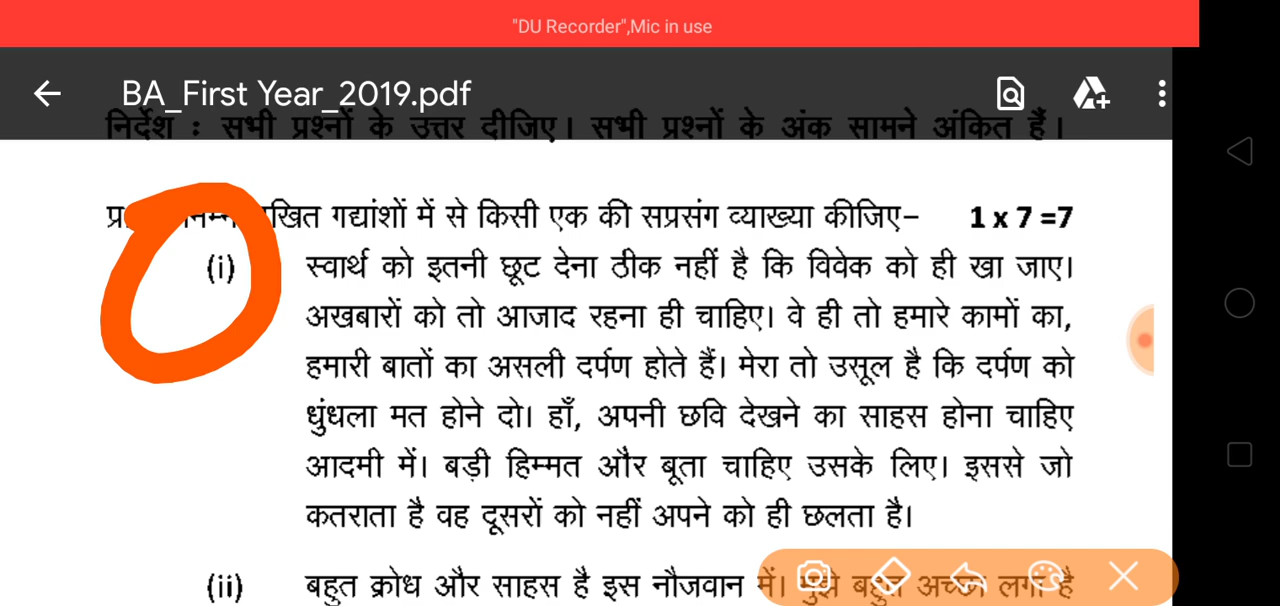 "DU Recorder",Mic in use
BA_First Year_2019.pdf
निर्देश : सभी प्रश्नों के उत्तर दीजिए। सभी प्रश्नों के अंक सामने अंकित हैं।
गद्यांशों में से किसी एक की सप्रसंग व्याख्या कीजिए– 1 x 7 =7
(i) स्वार्थ को इतनी छूट देना ठीक नहीं है कि विवेक को ही खा जाए।
अखबारों को तो आजाद रहना ही चाहिए। वे ही तो हमारे कामों का,
हमारी बातों का असली दर्पण होते हैं। मेरा तो उसूल है कि दर्पण को
धुंधला मत होने दो। हाँ, अपनी छवि देखने का साहस होना चाहिए
आदमी में। बड़ी हिम्मत और बूता चाहिए उसके लिए। इससे जो
कतराता है वह दूसरों को नहीं अपने को ही छलता है।
(ii) बहुत क्रोध और साहस है इस नौजवान में। मुझे बहुत अच्छा लगा है